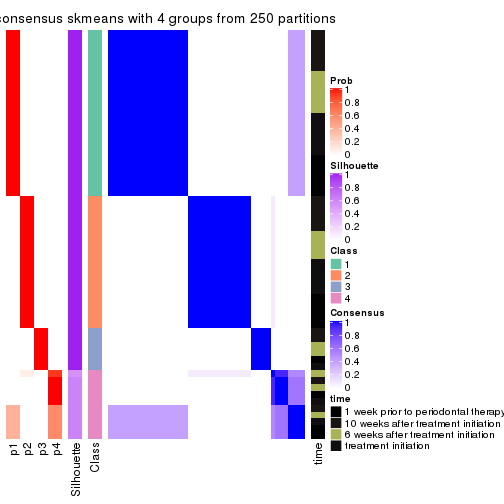 consensus skmeans with 4 groups from 250 partitions
Prob
1
0.8
0.6
0.4
0.2
0
Silhouette
1
0.8
0.6
0.4
0.2
0
Class
1
2
3
4
Consensus
1
0.8
0.6
0.4
0.2
0
time
1 week prior to periodontal therapy
10 weeks after treatment initiation
6 weeks after treatment initiation
treatment initiation
p1
p2
p3
p4
Silhouette
Class
time